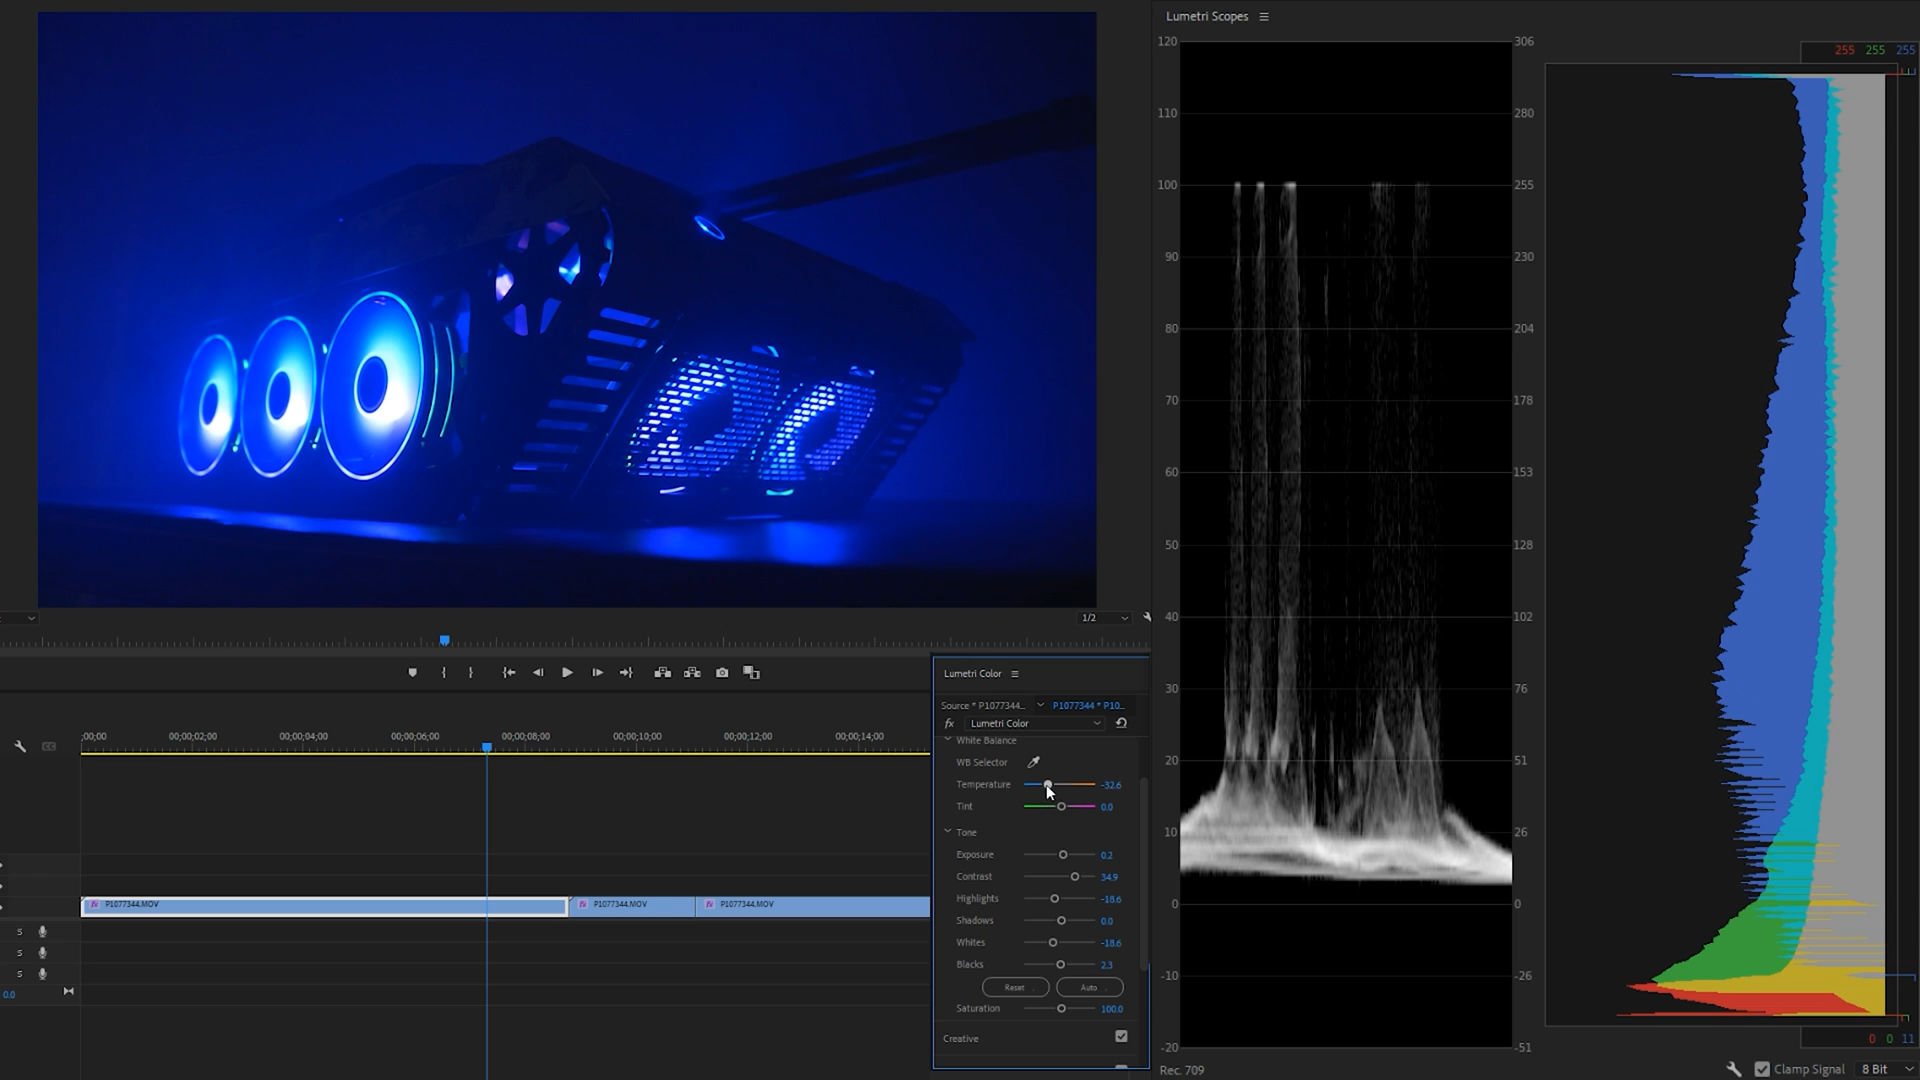 Lumetri Scopes
120
306
255 255 255
110
280
100
255
90
230
80
204
70
178
60
153
50
128
40
102
30
76
20
51
10
26
0
0
-10
-26
-20
-51
0 0 11
Rec. 709
Clamp Signal 8 Bit
1/2
:00;00 00;00;02;00 00;00;04;00 00;00;06;00 00;00;08;00 00;00;10;00 00;00;12;00 00;00;14;00
fx P1077344.MOV fx P1077344.MOV fx P1077344.MOV
S
S
S
0.0
Lumetri Color
Source * P1077344... P1077344 * P10...
fx Lumetri Color
White Balance
WB Selector
Temperature -32.6
Tint 0.0
Tone
Exposure 0.2
Contrast 34.9
Highlights -18.6
Shadows 0.0
Whites -18.6
Blacks 2.3
Reset Auto
Saturation 100.0
Creative